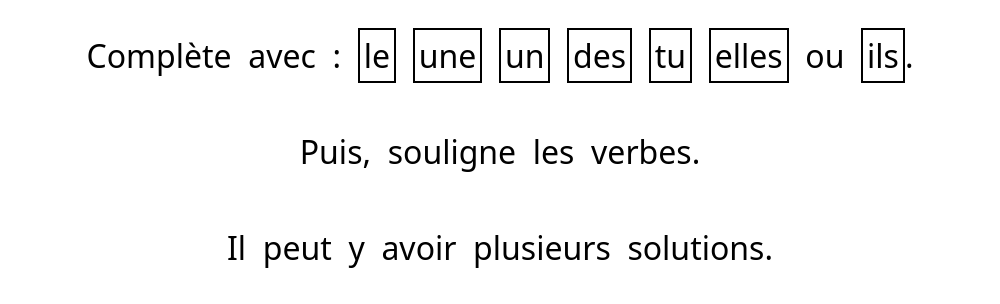 Complète avec : le une un des tu elles ou ils.
Puis, souligne les verbes.
Il peut y avoir plusieurs solutions.